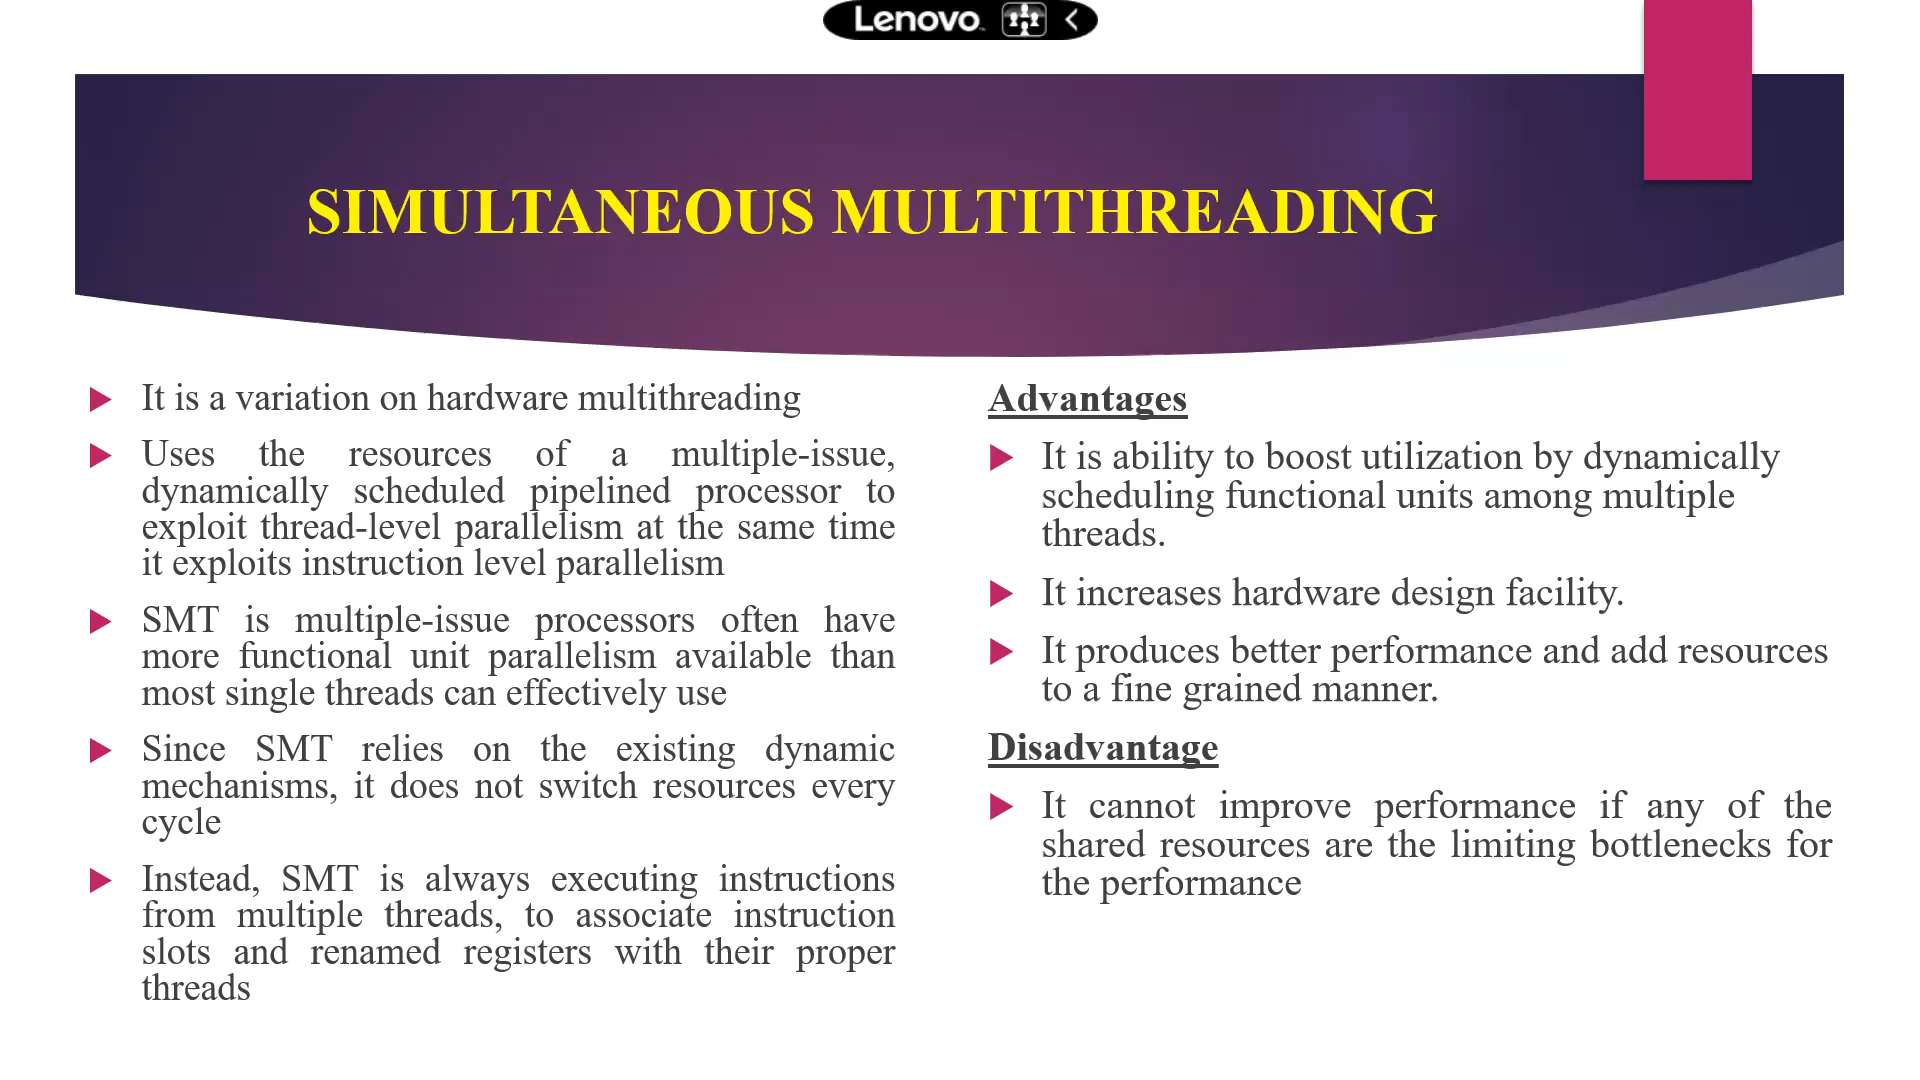 Lenovo
SIMULTANEOUS MULTITHREADING
It is a variation on hardware multithreading
Uses the resources of a multiple-issue,
dynamically scheduled pipelined processor to
exploit thread-level parallelism at the same time
it exploits instruction level parallelism
SMT is multiple-issue processors often have
more functional unit parallelism available than
most single threads can effectively use
Since SMT relies on the existing dynamic
mechanisms, it does not switch resources every
cycle
Instead, SMT is always executing instructions
from multiple threads, to associate instruction
slots and renamed registers with their proper
threads
Advantages
It is ability to boost utilization by dynamically
scheduling functional units among multiple
threads.
It increases hardware design facility.
It produces better performance and add resources
to a fine grained manner.
Disadvantage
It cannot improve performance if any of the
shared resources are the limiting bottlenecks for
the performance